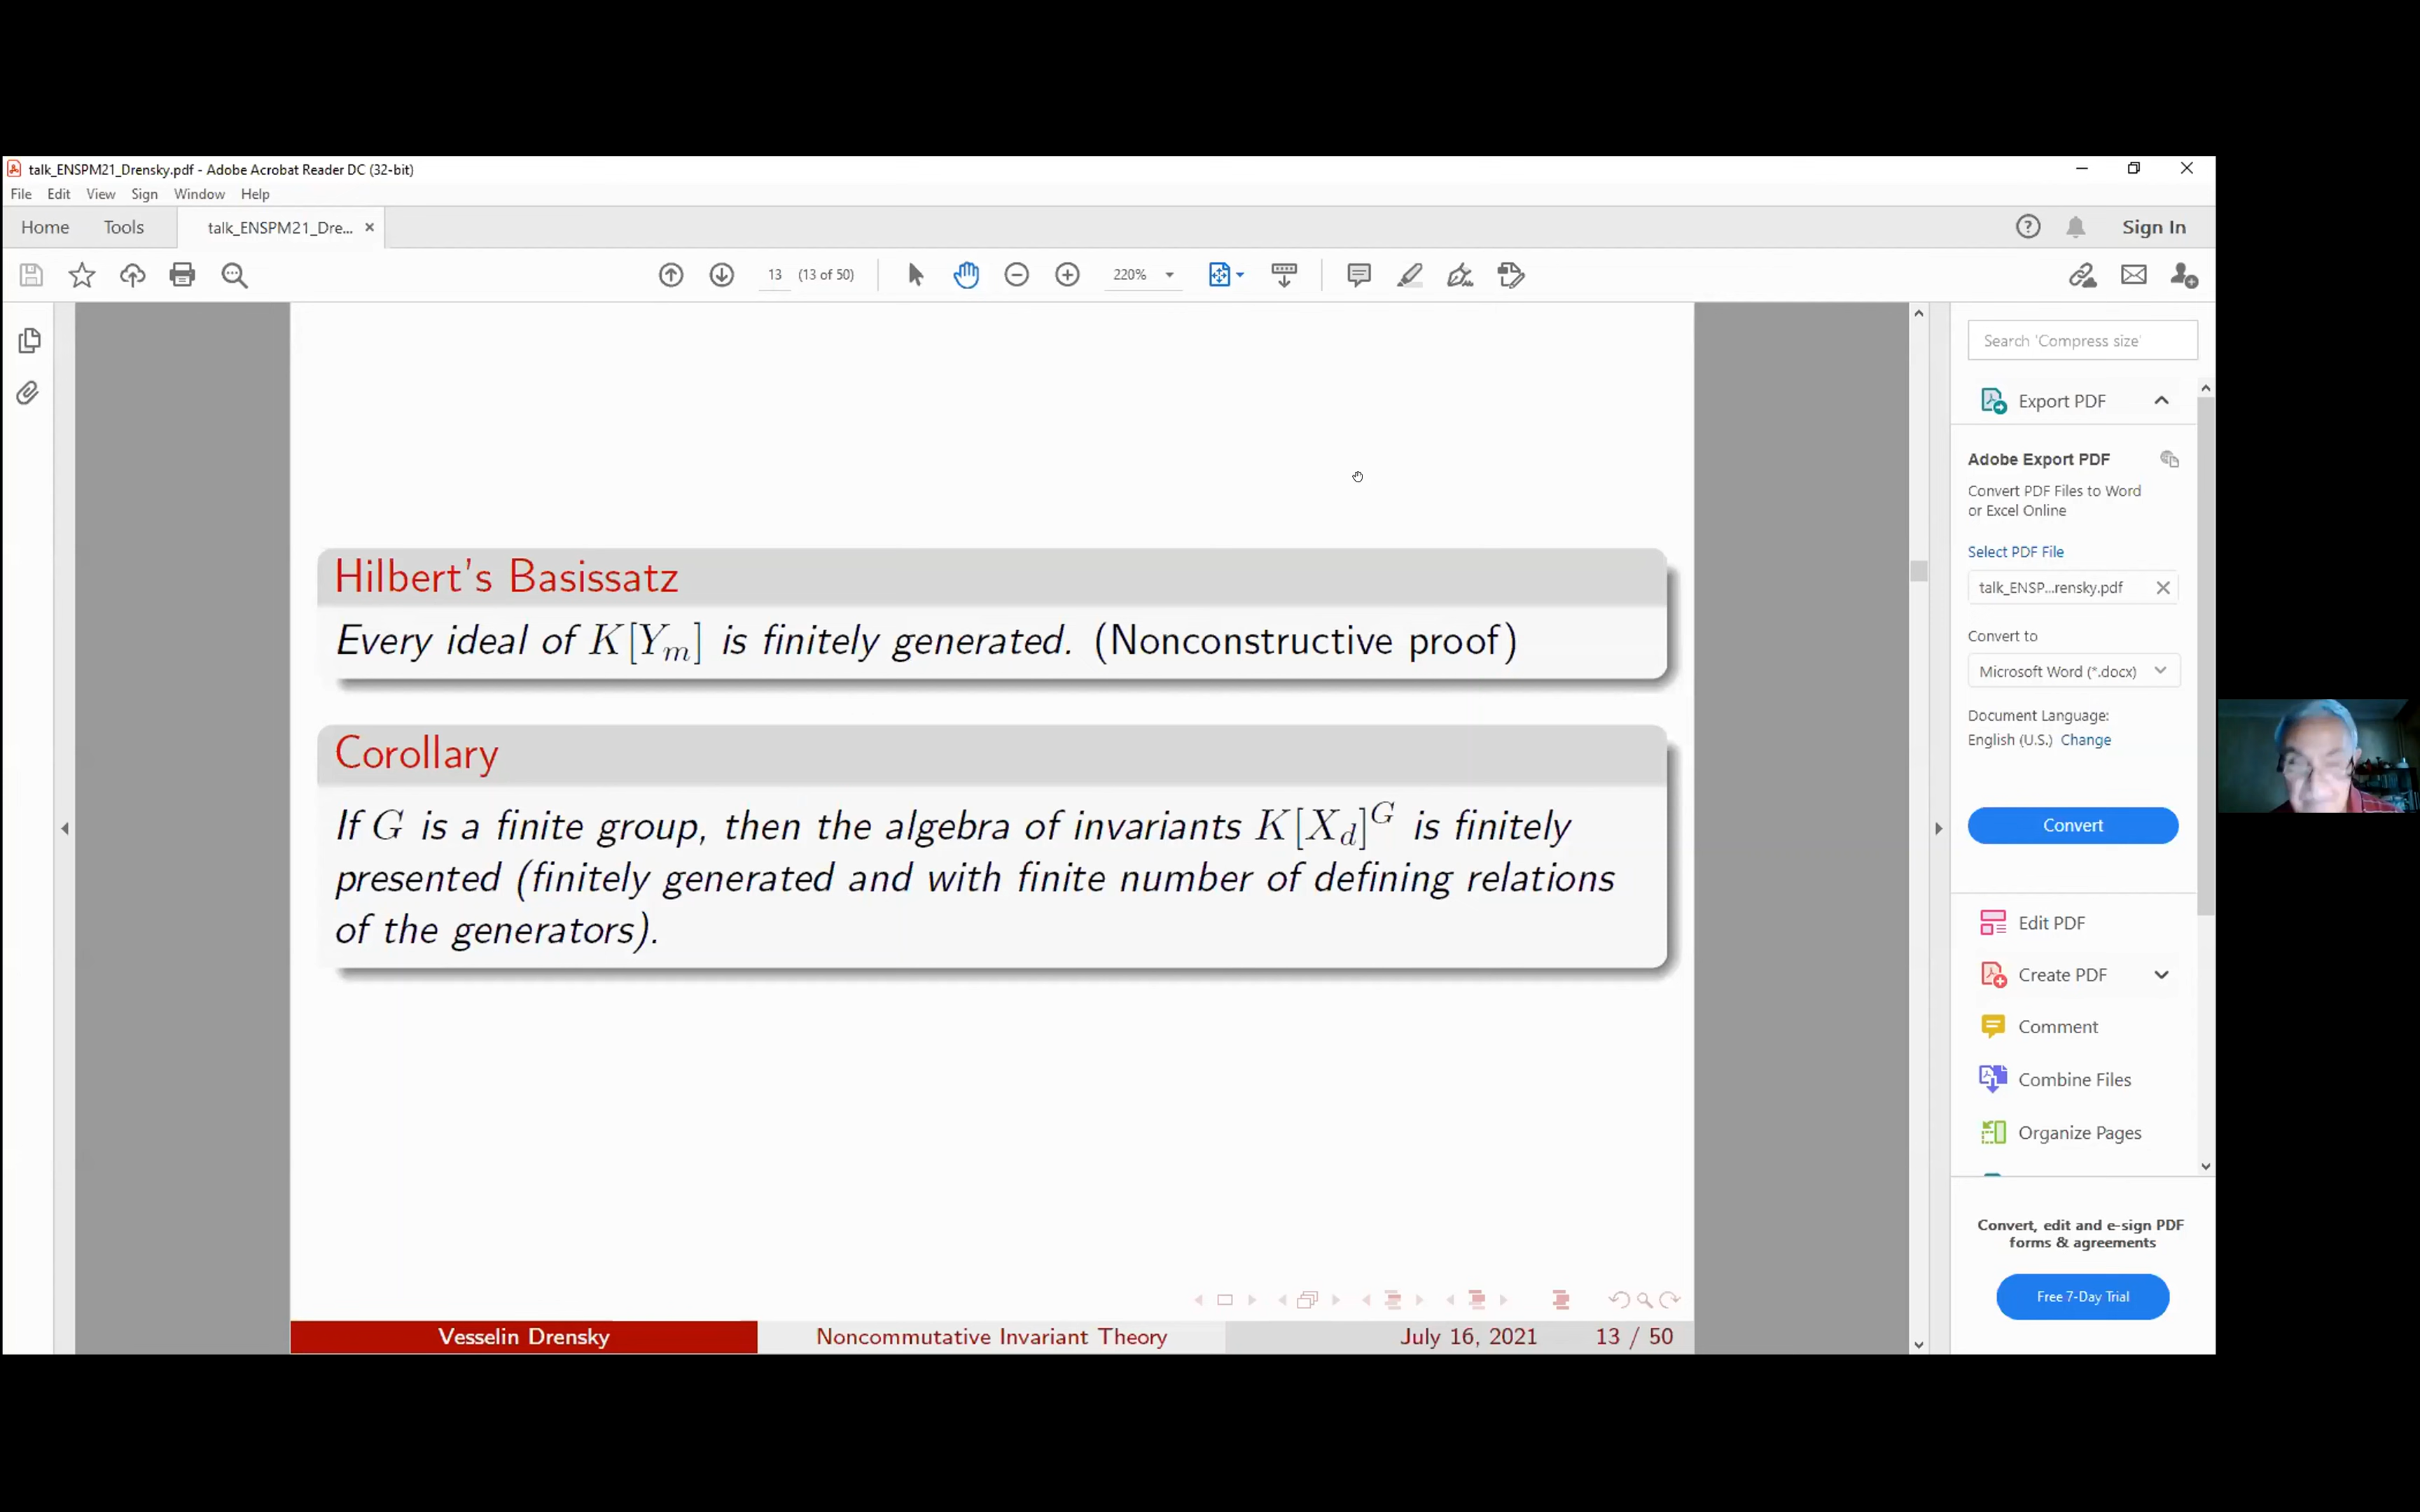 talk_ENSPM21_Drensky.pdf - Adobe Acrobat Reader DC (32-bit)
File Edit View Sign Window Help
Home Tools talk_ENSPM21_Dre... × Sign In
13 (13 of 50) 220%
Search 'Compress size'
Export PDF
Adobe Export PDF
Convert PDF Files to Word
or Excel Online
Select PDF File
talk_ENSP...rensky.pdf
Convert to
Microsoft Word (*.docx)
Document Language:
English (U.S.) Change
Convert
Edit PDF
Create PDF
Comment
Combine Files
Organize Pages
Convert, edit and e-sign PDF
forms & agreements
Free 7-Day Trial
Hilbert's Basissatz
Every ideal of K[Y_m] is finitely generated. (Nonconstructive proof)
Corollary
If G is a finite group, then the algebra of invariants K[X_d]^G is finitely
presented (finitely generated and with finite number of defining relations
of the generators).
Vesselin Drensky Noncommutative Invariant Theory July 16, 2021 13 / 50